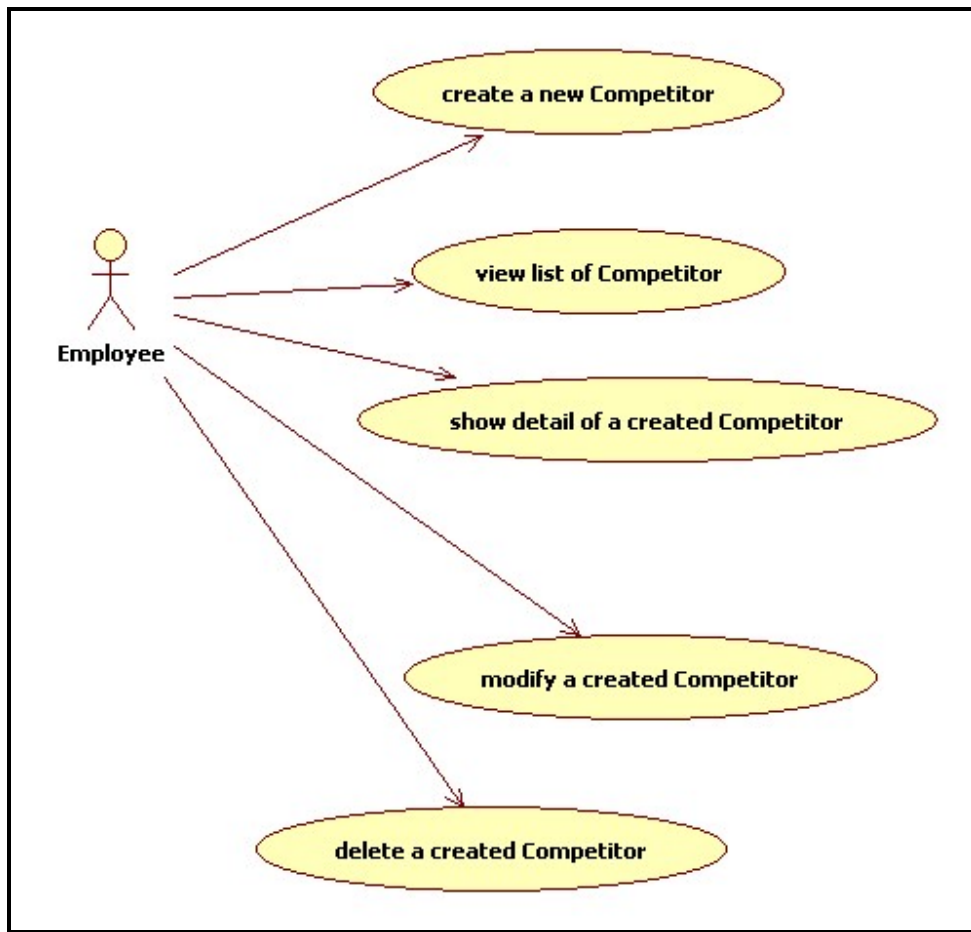 create a new Competitor
view list of Competitor
Employee
show detail of a created Competitor
modify a created Competitor
delete a created Competitor